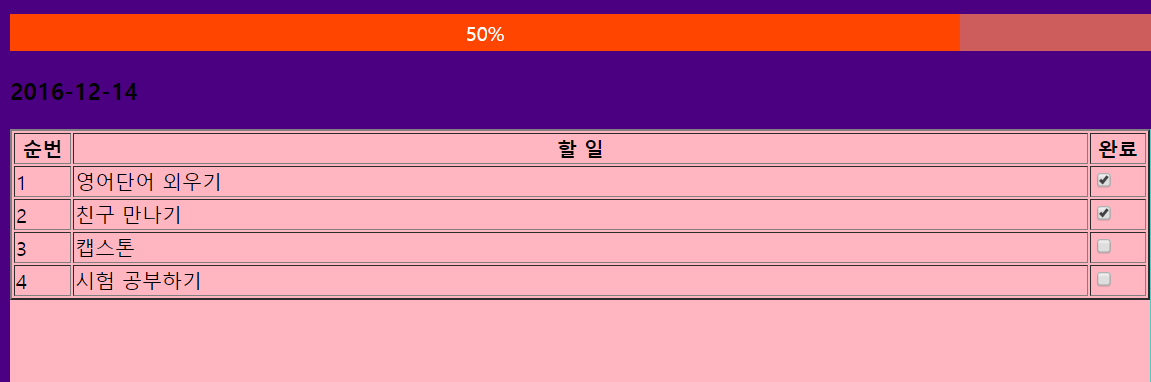 50%
2016-12-14
순번 할 일 완료
1 영어단어 외우기
2 친구 만나기
3 캡스톤
4 시험 공부하기